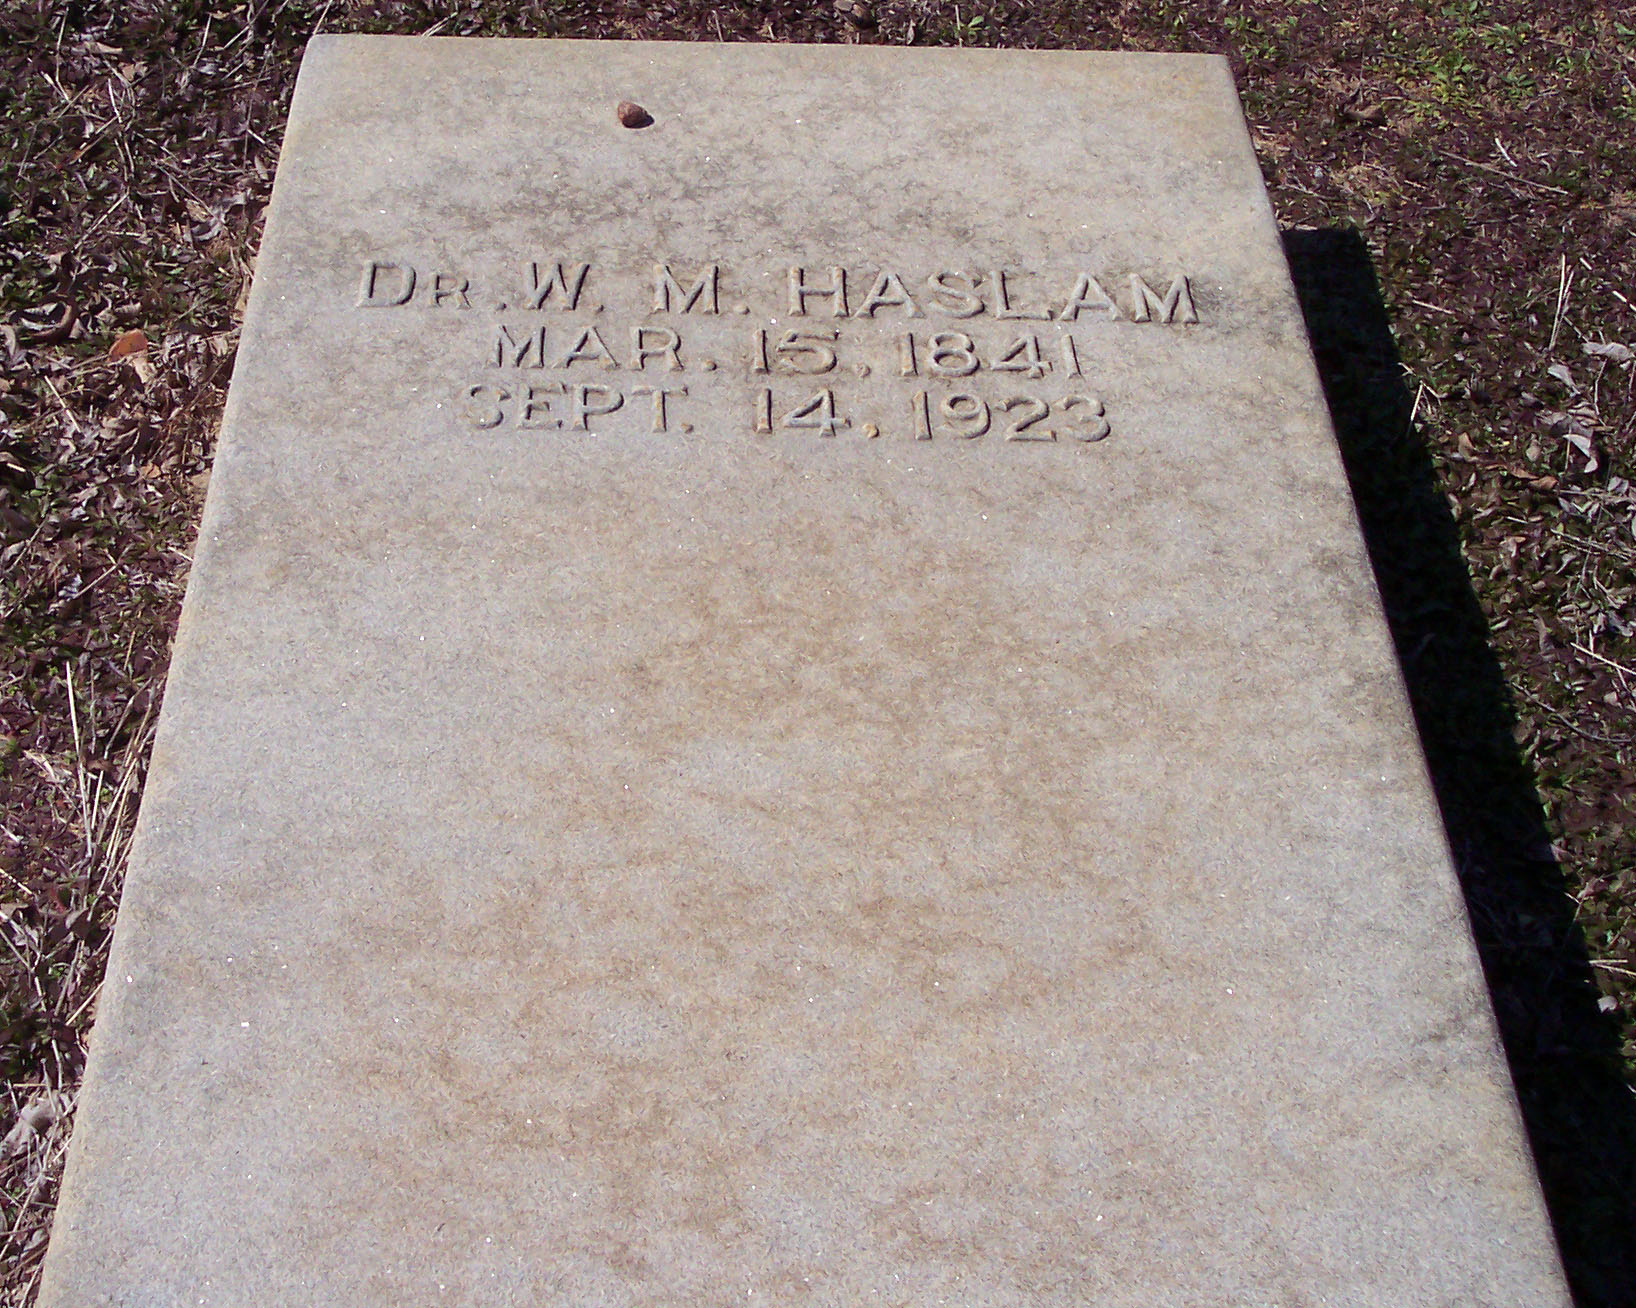 DR. W. M. HASLAM
MAR. 15, 1841
SEPT. 14, 1923